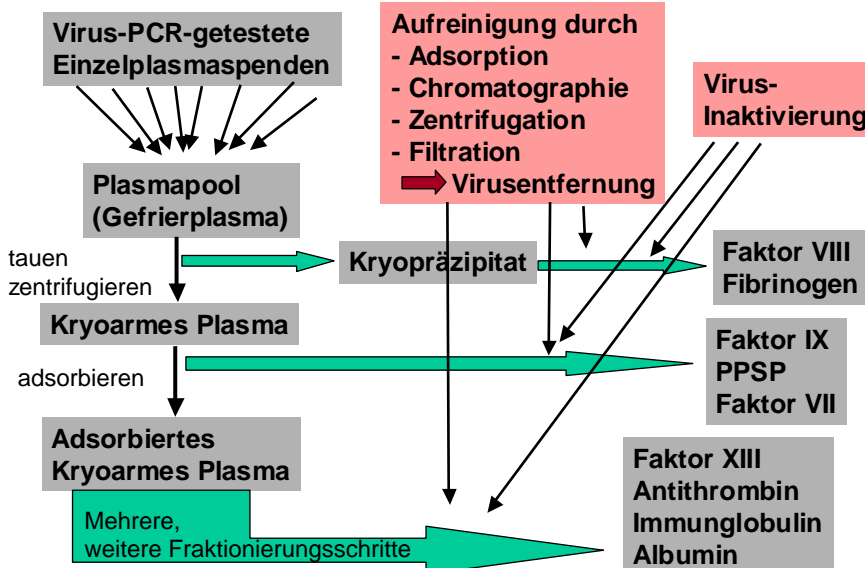 Virus-PCR-getestete
Einzelplasmaspenden
Aufreinigung durch
- Adsorption
- Chromatographie
- Zentrifugation
- Filtration
Virusentfernung
Virus-
Inaktivierung
Plasmapool
(Gefrierplasma)
tauen
zentrifugieren
Kryopräzipitat
Faktor VIII
Fibrinogen
Kryoarmes Plasma
adsorbieren
Faktor IX
PPSP
Faktor VII
Adsorbiertes
Kryoarmes Plasma
Mehrere,
weitere Fraktionierungsschritte
Faktor XIII
Antithrombin
Immunglobulin
Albumin